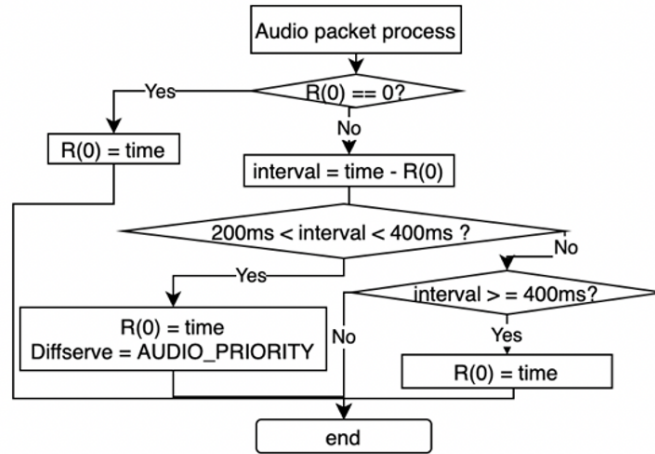 Audio packet process
R(0) == 0?
Yes
No
R(0) = time
interval = time - R(0)
200ms < interval < 400ms ?
No
Yes
interval > = 400ms?
R(0) = time
Diffserve = AUDIO_PRIORITY
No
Yes
R(0) = time
end